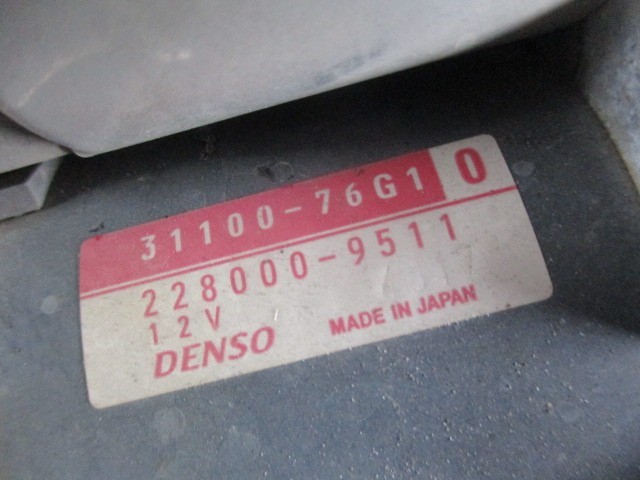 31100-76G1 0
228000-9511
12V
DENSO MADE IN JAPAN